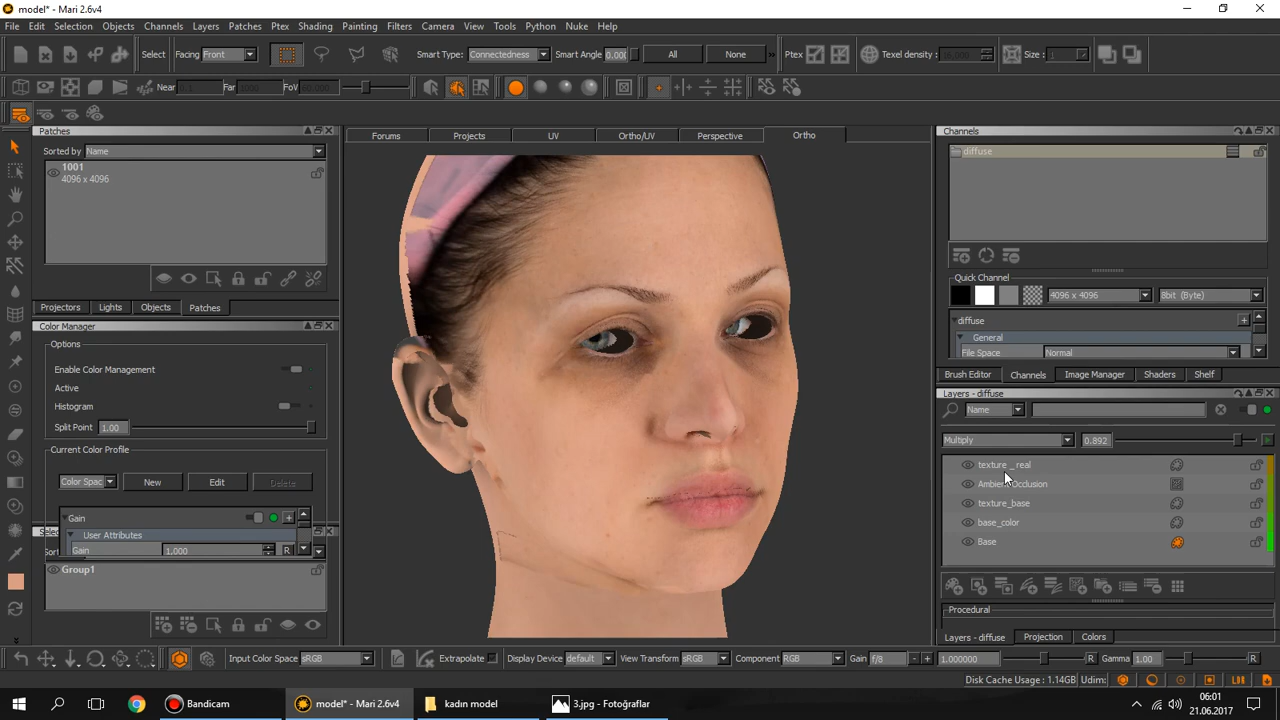 model* - Mari 2.6v4
File Edit Selection Objects Channels Layers Patches Ptex Shading Painting Filters Camera View Tools Python Nuke Help
Select Facing Front Smart Type: Connectedness Smart Angle 0.00 All None » Ptex Texel density: Size: 1
Near Far FoV
Patches
Sorted by Name
1001
4096 x 4096
Projectors Lights Objects Patches
Color Manager
Options
Enable Color Management
Active
Histogram
Split Point 1.00
Current Color Profile
Color Spac New Edit Delete
Gain
User Attributes
Gain 1,000 R
Group1
Forums Projects UV Ortho/UV Perspective Ortho
Channels
diffuse
Quick Channel
4096 x 4096 8bit (Byte)
diffuse
General
File Space Normal
Brush Editor Channels Image Manager Shaders Shelf
Layers - diffuse
Name
Multiply 0.892
texture _ real
Ambient Occlusion
texture_base
base_color
Base
Procedural
Layers - diffuse Projection Colors
Input Color Space sRGB Extrapolate Display Device default View Transform sRGB Component RGB Gain f/8 - + 1.000000 R Gamma 1.00 R
Disk Cache Usage : 1.14GB Udim:
Bandicam model* - Mari 2.6v4 kadın model 3.jpg - Fotoğraflar
06:01
21.06.2017